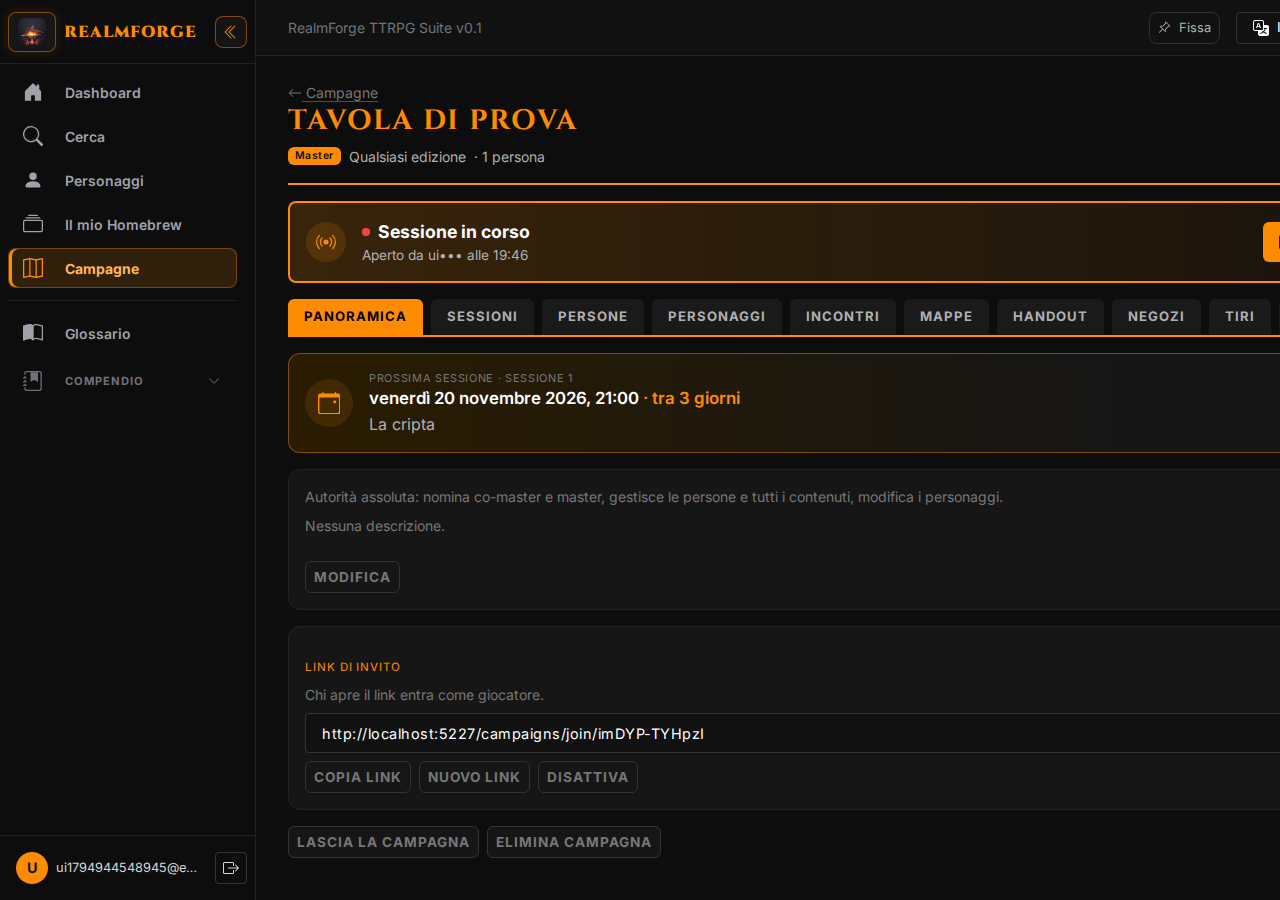 REALMFORGE
RealmForge TTRPG Suite v0.1
Fissa
Dashboard
Cerca
Personaggi
Il mio Homebrew
Campagne
Glossario
COMPENDIO
ui1794944548945@e...
U
← Campagne
TAVOLA DI PROVA
Master Qualsiasi edizione · 1 persona
Sessione in corso
Aperto da ui••• alle 19:46
PANORAMICA SESSIONI PERSONE PERSONAGGI INCONTRI MAPPE HANDOUT NEGOZI TIRI
PROSSIMA SESSIONE · SESSIONE 1
venerdì 20 novembre 2026, 21:00 · tra 3 giorni
La cripta
Autorità assoluta: nomina co-master e master, gestisce le persone e tutti i contenuti, modifica i personaggi.
Nessuna descrizione.
MODIFICA
LINK DI INVITO
Chi apre il link entra come giocatore.
http://localhost:5227/campaigns/join/imDYP-TYHpzI
COPIA LINK NUOVO LINK DISATTIVA
LASCIA LA CAMPAGNA ELIMINA CAMPAGNA